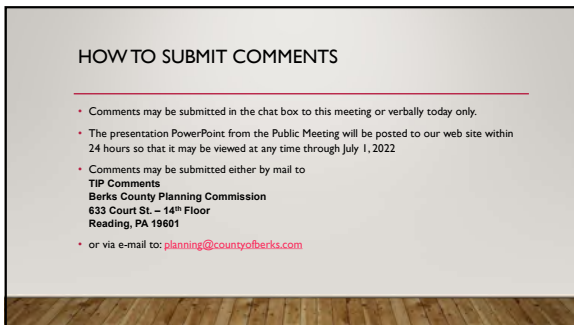 HOW TO SUBMIT COMMENTS
• Comments may be submitted in the chat box to this meeting or verbally today only.
• The presentation PowerPoint from the Public Meeting will be posted to our web site within
24 hours so that it may be viewed at any time through July 1, 2022
• Comments may be submitted either by mail to
TIP Comments
Berks County Planning Commission
633 Court St. – 14th Floor
Reading, PA 19601
• or via e-mail to: planning@countyofberks.com